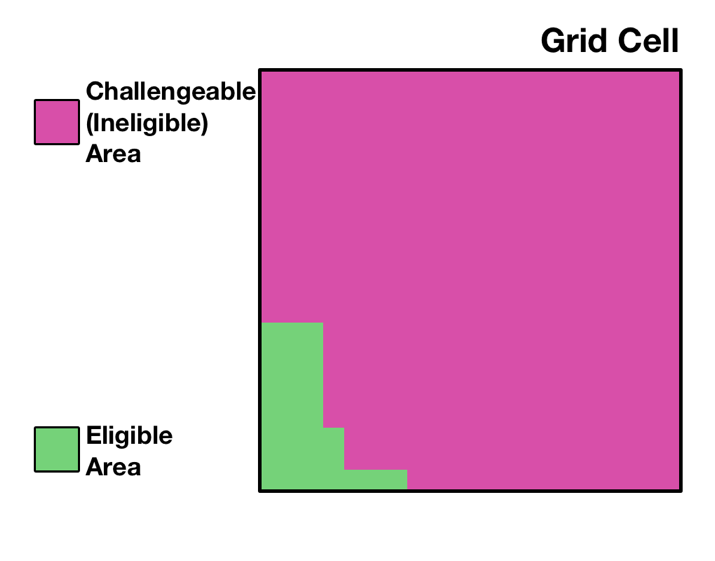 Grid Cell
Challengeable
(Ineligible)
Area
Eligible
Area